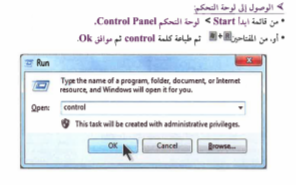 الوصول إلى لوحة التحكم:
• من قائمة ابدأ Start > لوحة التحكم Control Panel.
• أو، من المفتاحين + ثم طباعة كلمة control ثم موافق Ok.
Run
Type the name of a program, folder, document, or Internet
resource, and Windows will open it for you.
Open: control
This task will be created with administrative privileges.
OK Cancel Browse...